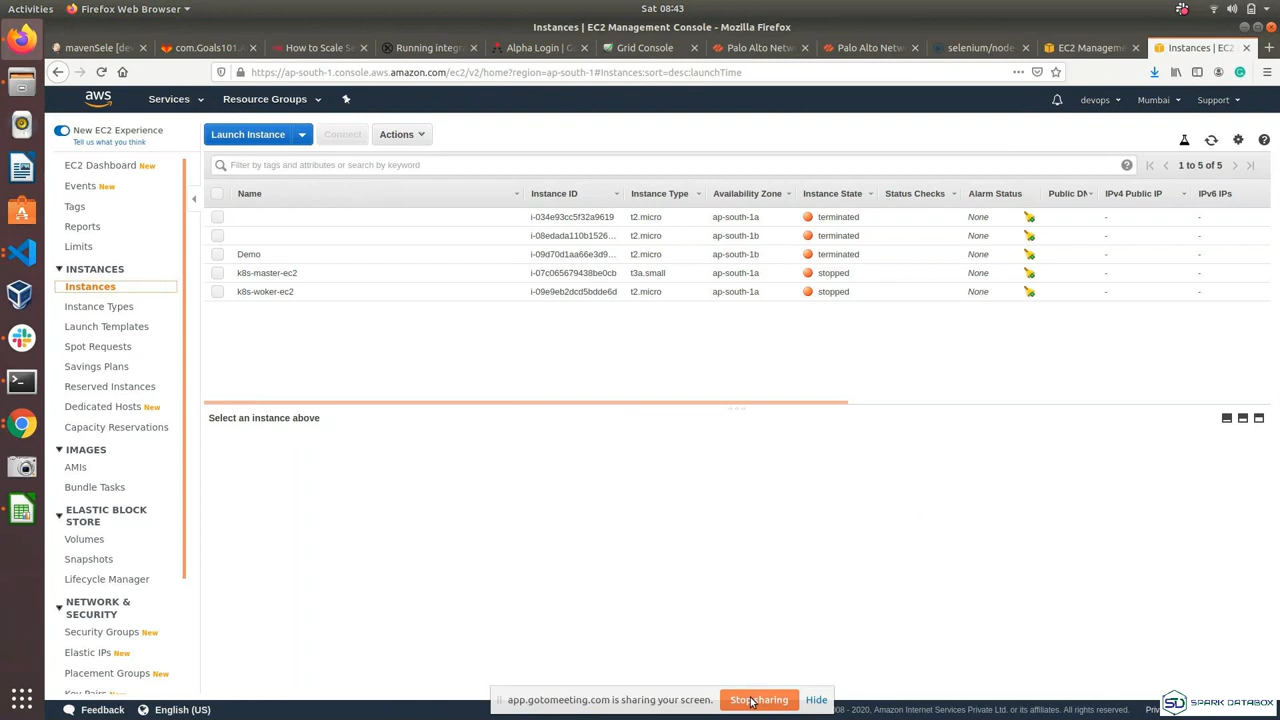 Activities
Firefox Web Browser
Sat 08:43
Instances | EC2 Management Console - Mozilla Firefox
mavenSele [dev
com.Goals101.A
How to Scale Se
Running integra
Alpha Login | Go
Grid Console
Palo Alto Networ
Palo Alto Networ
selenium/node-
EC2 Manageme
Instances | EC2
https://ap-south-1.console.aws.amazon.com/ec2/v2/home?region=ap-south-1#Instances:sort=desc:launchTime
aws
Services
Resource Groups
devops
Mumbai
Support
New EC2 Experience
Tell us what you think
EC2 Dashboard New
Events New
Tags
Reports
Limits
INSTANCES
Instances
Instance Types
Launch Templates
Spot Requests
Savings Plans
Reserved Instances
Dedicated Hosts New
Capacity Reservations
IMAGES
AMIs
Bundle Tasks
ELASTIC BLOCK
STORE
Volumes
Snapshots
Lifecycle Manager
NETWORK &
SECURITY
Security Groups New
Elastic IPs New
Placement Groups New
Key Pairs New
Launch Instance
Connect
Actions
Filter by tags and attributes or search by keyword
1 to 5 of 5
Name Instance ID Instance Type Availability Zone Instance State Status Checks Alarm Status Public DN IPv4 Public IP IPv6 IPs
i-034e93cc5f32a9619 t2.micro ap-south-1a terminated None - -
i-08edada110b1526... t2.micro ap-south-1b terminated None - -
Demo i-09d70d1aa66e3d9... t2.micro ap-south-1b terminated None - -
k8s-master-ec2 i-07c065679438be0cb t3a.small ap-south-1a stopped None - -
k8s-woker-ec2 i-09e9eb2dcd5bdde6d t2.micro ap-south-1a stopped None - -
Select an instance above
app.gotomeeting.com is sharing your screen.
Stop sharing
Hide
Feedback
English (US)
008 - 2020, Amazon Internet Services Private Ltd. or its affiliates. All rights reserved.
SPARK DATABOX